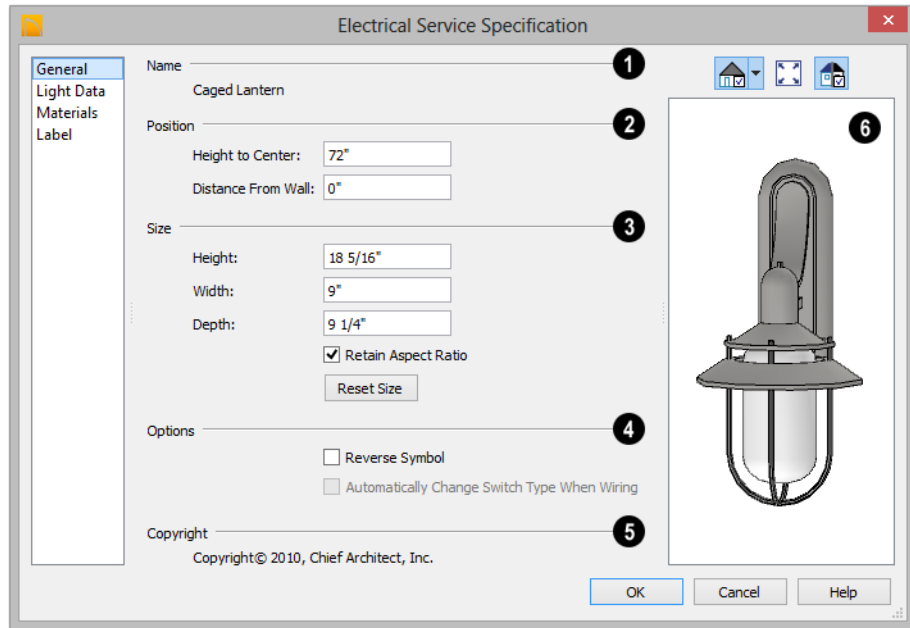 Electrical Service Specification
General
Light Data
Materials
Label
Name 1
Caged Lantern
Position 2
Height to Center: 72"
Distance From Wall: 0"
Size 3
Height: 18 5/16"
Width: 9"
Depth: 9 1/4"
Retain Aspect Ratio
Reset Size
Options 4
Reverse Symbol
Automatically Change Switch Type When Wiring
Copyright 5
Copyright© 2010, Chief Architect, Inc.
6
OK Cancel Help